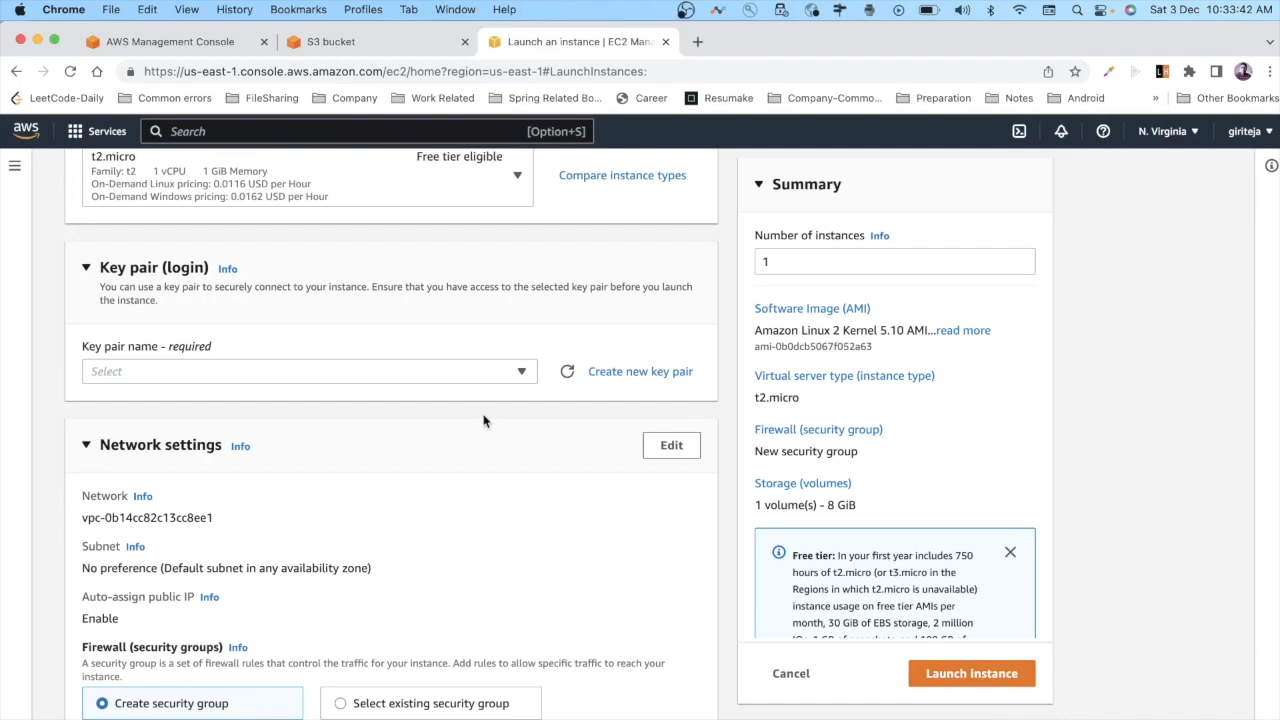 Chrome File Edit View History Bookmarks Profiles Tab Window Help Sat 3 Dec 10:33:42 AM
AWS Management Console S3 bucket Launch an instance | EC2 Mana
https://us-east-1.console.aws.amazon.com/ec2/home?region=us-east-1#LaunchInstances:
LeetCode-Daily Common errors FileSharing Company Work Related Spring Related Bo... Career Resumake Company-Commo... Preparation Notes Android » Other Bookmarks
aws Services Search [Option+S] N. Virginia giriteja
t2.micro Free tier eligible
Family: t2 1 vCPU 1 GiB Memory
On-Demand Linux pricing: 0.0116 USD per Hour
On-Demand Windows pricing: 0.0162 USD per Hour
Compare instance types
Key pair (login) Info
You can use a key pair to securely connect to your instance. Ensure that you have access to the selected key pair before you launch
the instance.
Key pair name - required
Select
Create new key pair
Network settings Info
Edit
Network Info
vpc-0b14cc82c13cc8ee1
Subnet Info
No preference (Default subnet in any availability zone)
Auto-assign public IP Info
Enable
Firewall (security groups) Info
A security group is a set of firewall rules that control the traffic for your instance. Add rules to allow specific traffic to reach your
instance.
Create security group Select existing security group
Summary
Number of instances Info
1
Software Image (AMI)
Amazon Linux 2 Kernel 5.10 AMI...read more
ami-0b0dcb5067f052a63
Virtual server type (instance type)
t2.micro
Firewall (security group)
New security group
Storage (volumes)
1 volume(s) - 8 GiB
Free tier: In your first year includes 750
hours of t2.micro (or t3.micro in the
Regions in which t2.micro is unavailable)
instance usage on free tier AMIs per
month, 30 GiB of EBS storage, 2 million
Cancel Launch instance